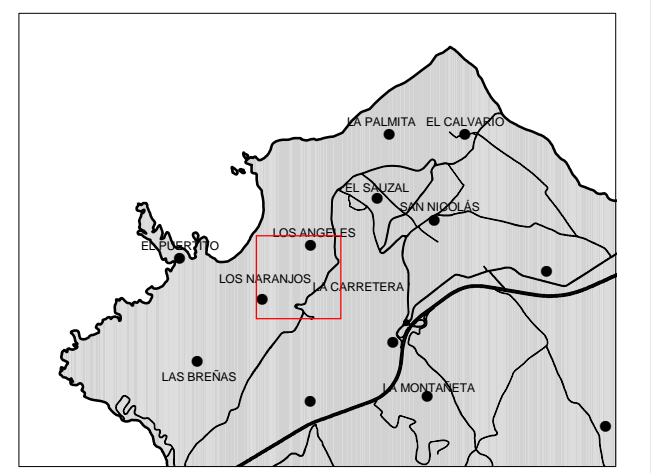 LA PALMITA
EL CALVARIO
EL SAUZAL
SAN NICOLÁS
LOS ANGELES
EL PUERTITO
LOS NARANJOS
LA CARRETERA
LAS BREÑAS
LA MONTAÑETA